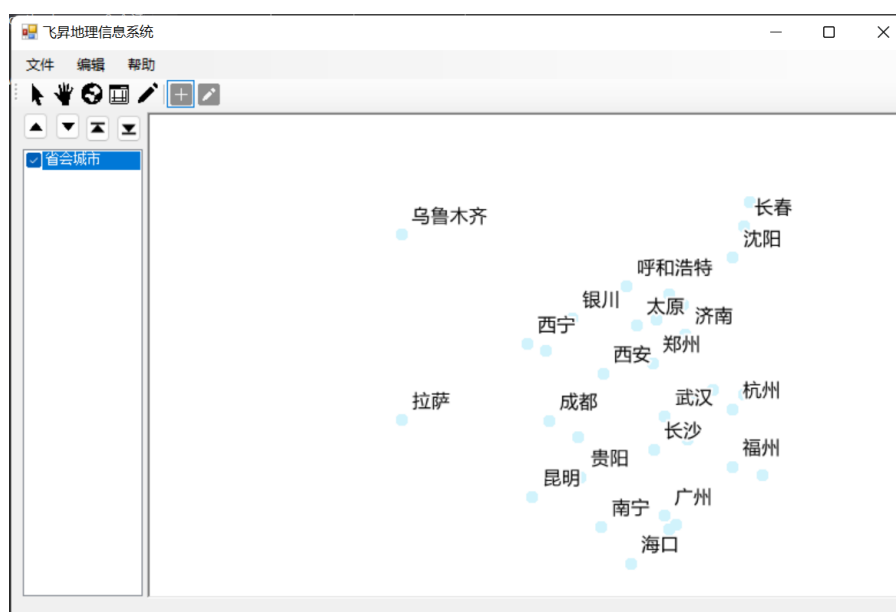 飞昇地理信息系统
文件 编辑 帮助
省会城市
长春
乌鲁木齐
沈阳
呼和浩特
银川
太原
济南
西宁
郑州
西安
杭州
武汉
拉萨
成都
长沙
福州
贵阳
昆明
广州
南宁
海口